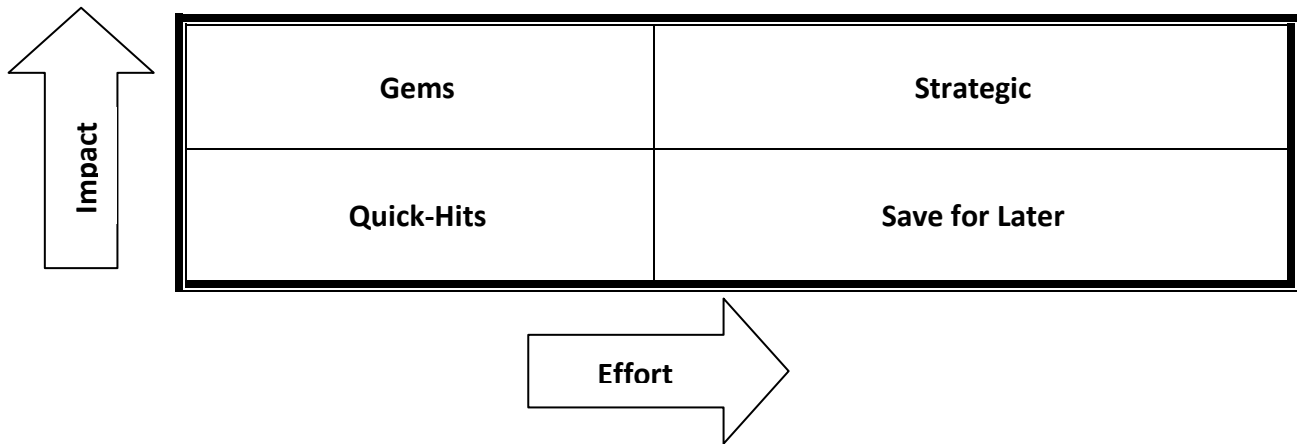 Gems
Strategic
Impact
Quick-Hits
Save for Later
Effort